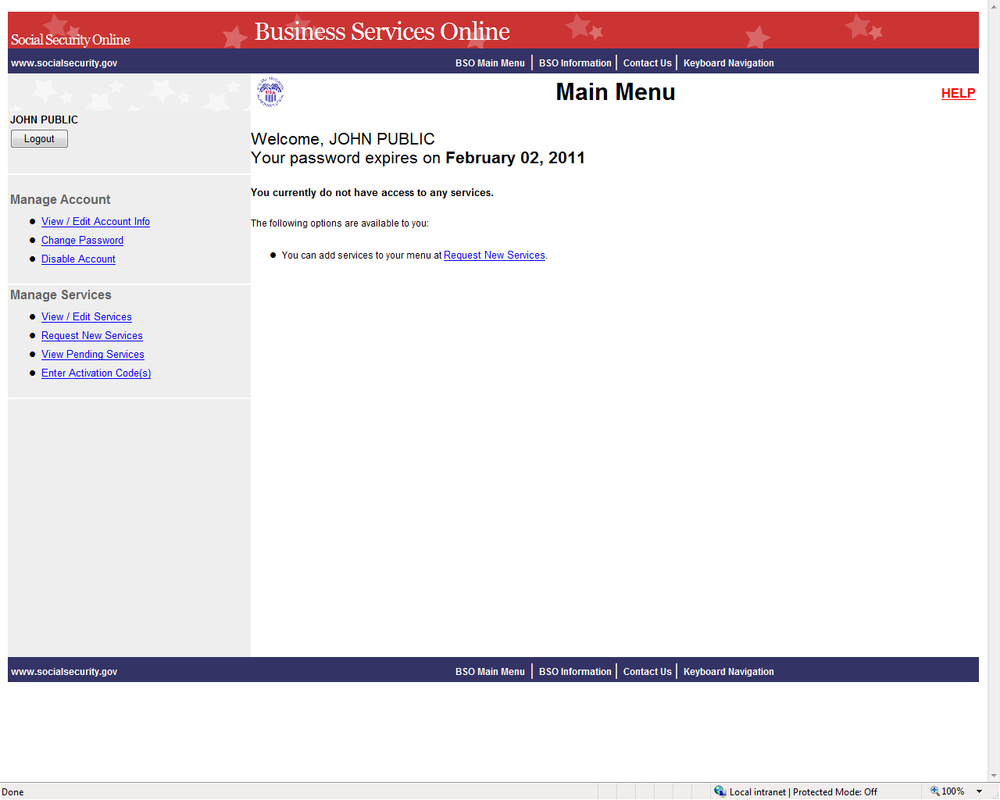 Social Security Online
Business Services Online
www.socialsecurity.gov
BSO Main Menu | BSO Information | Contact Us | Keyboard Navigation
USA
Main Menu
HELP
JOHN PUBLIC
Logout
Welcome, JOHN PUBLIC
Your password expires on February 02, 2011
You currently do not have access to any services.
The following options are available to you:
You can add services to your menu at Request New Services.
Manage Account
View / Edit Account Info
Change Password
Disable Account
Manage Services
View / Edit Services
Request New Services
View Pending Services
Enter Activation Code(s)
www.socialsecurity.gov
BSO Main Menu | BSO Information | Contact Us | Keyboard Navigation
Done
Local intranet | Protected Mode: Off
100%